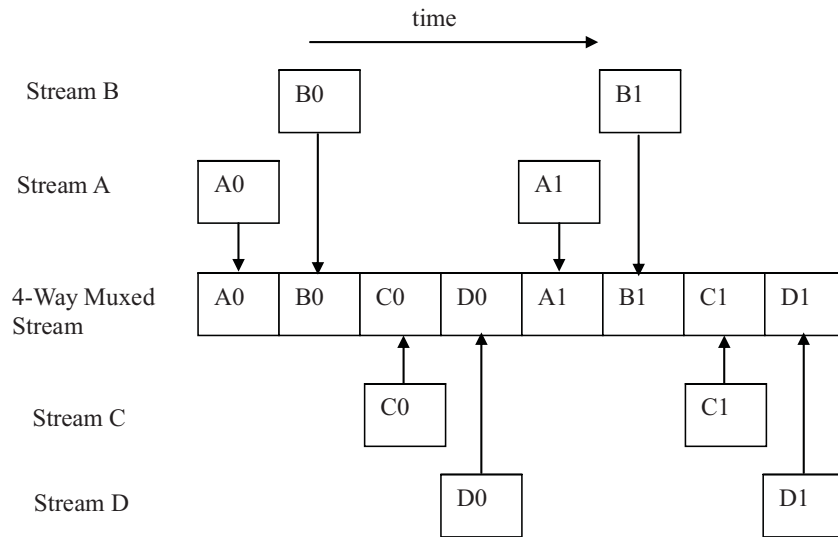 time
Stream B
B0
B1
Stream A
A0
A1
4-Way Muxed
Stream
A0
B0
C0
D0
A1
B1
C1
D1
Stream C
C0
C1
Stream D
D0
D1